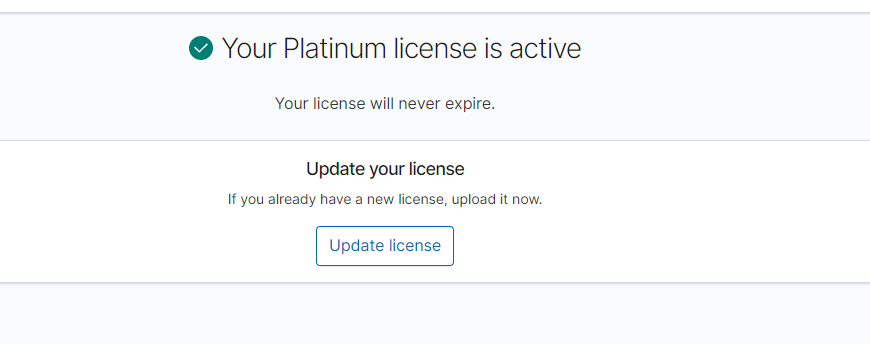 Your Platinum license is active
Your license will never expire.
Update your license
If you already have a new license, upload it now.
Update license